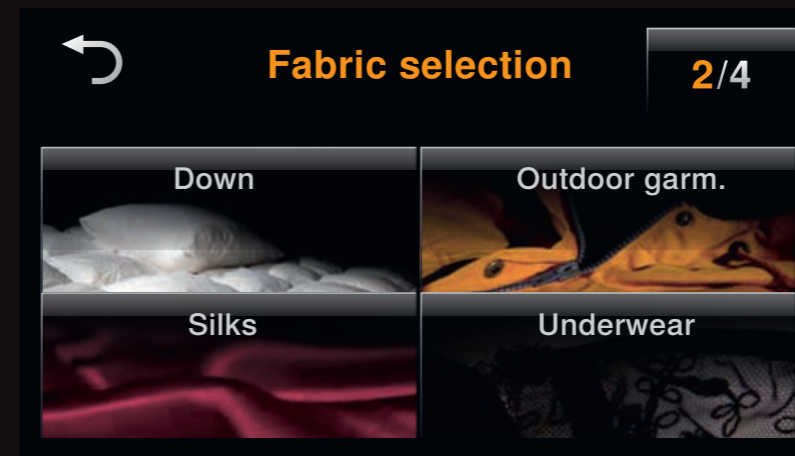 Fabric selection
2/4
Down
Outdoor garm.
Silks
Underwear